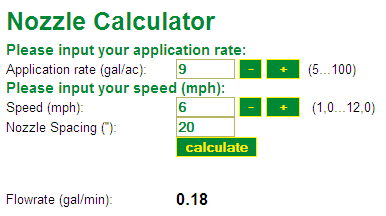 Nozzle Calculator
Please input your application rate:
Application rate (gal/ac): 9 - + (5...100)
Please input your speed (mph):
Speed (mph): 6 - + (1,0...12,0)
Nozzle Spacing ("): 20
calculate
Flowrate (gal/min): 0.18